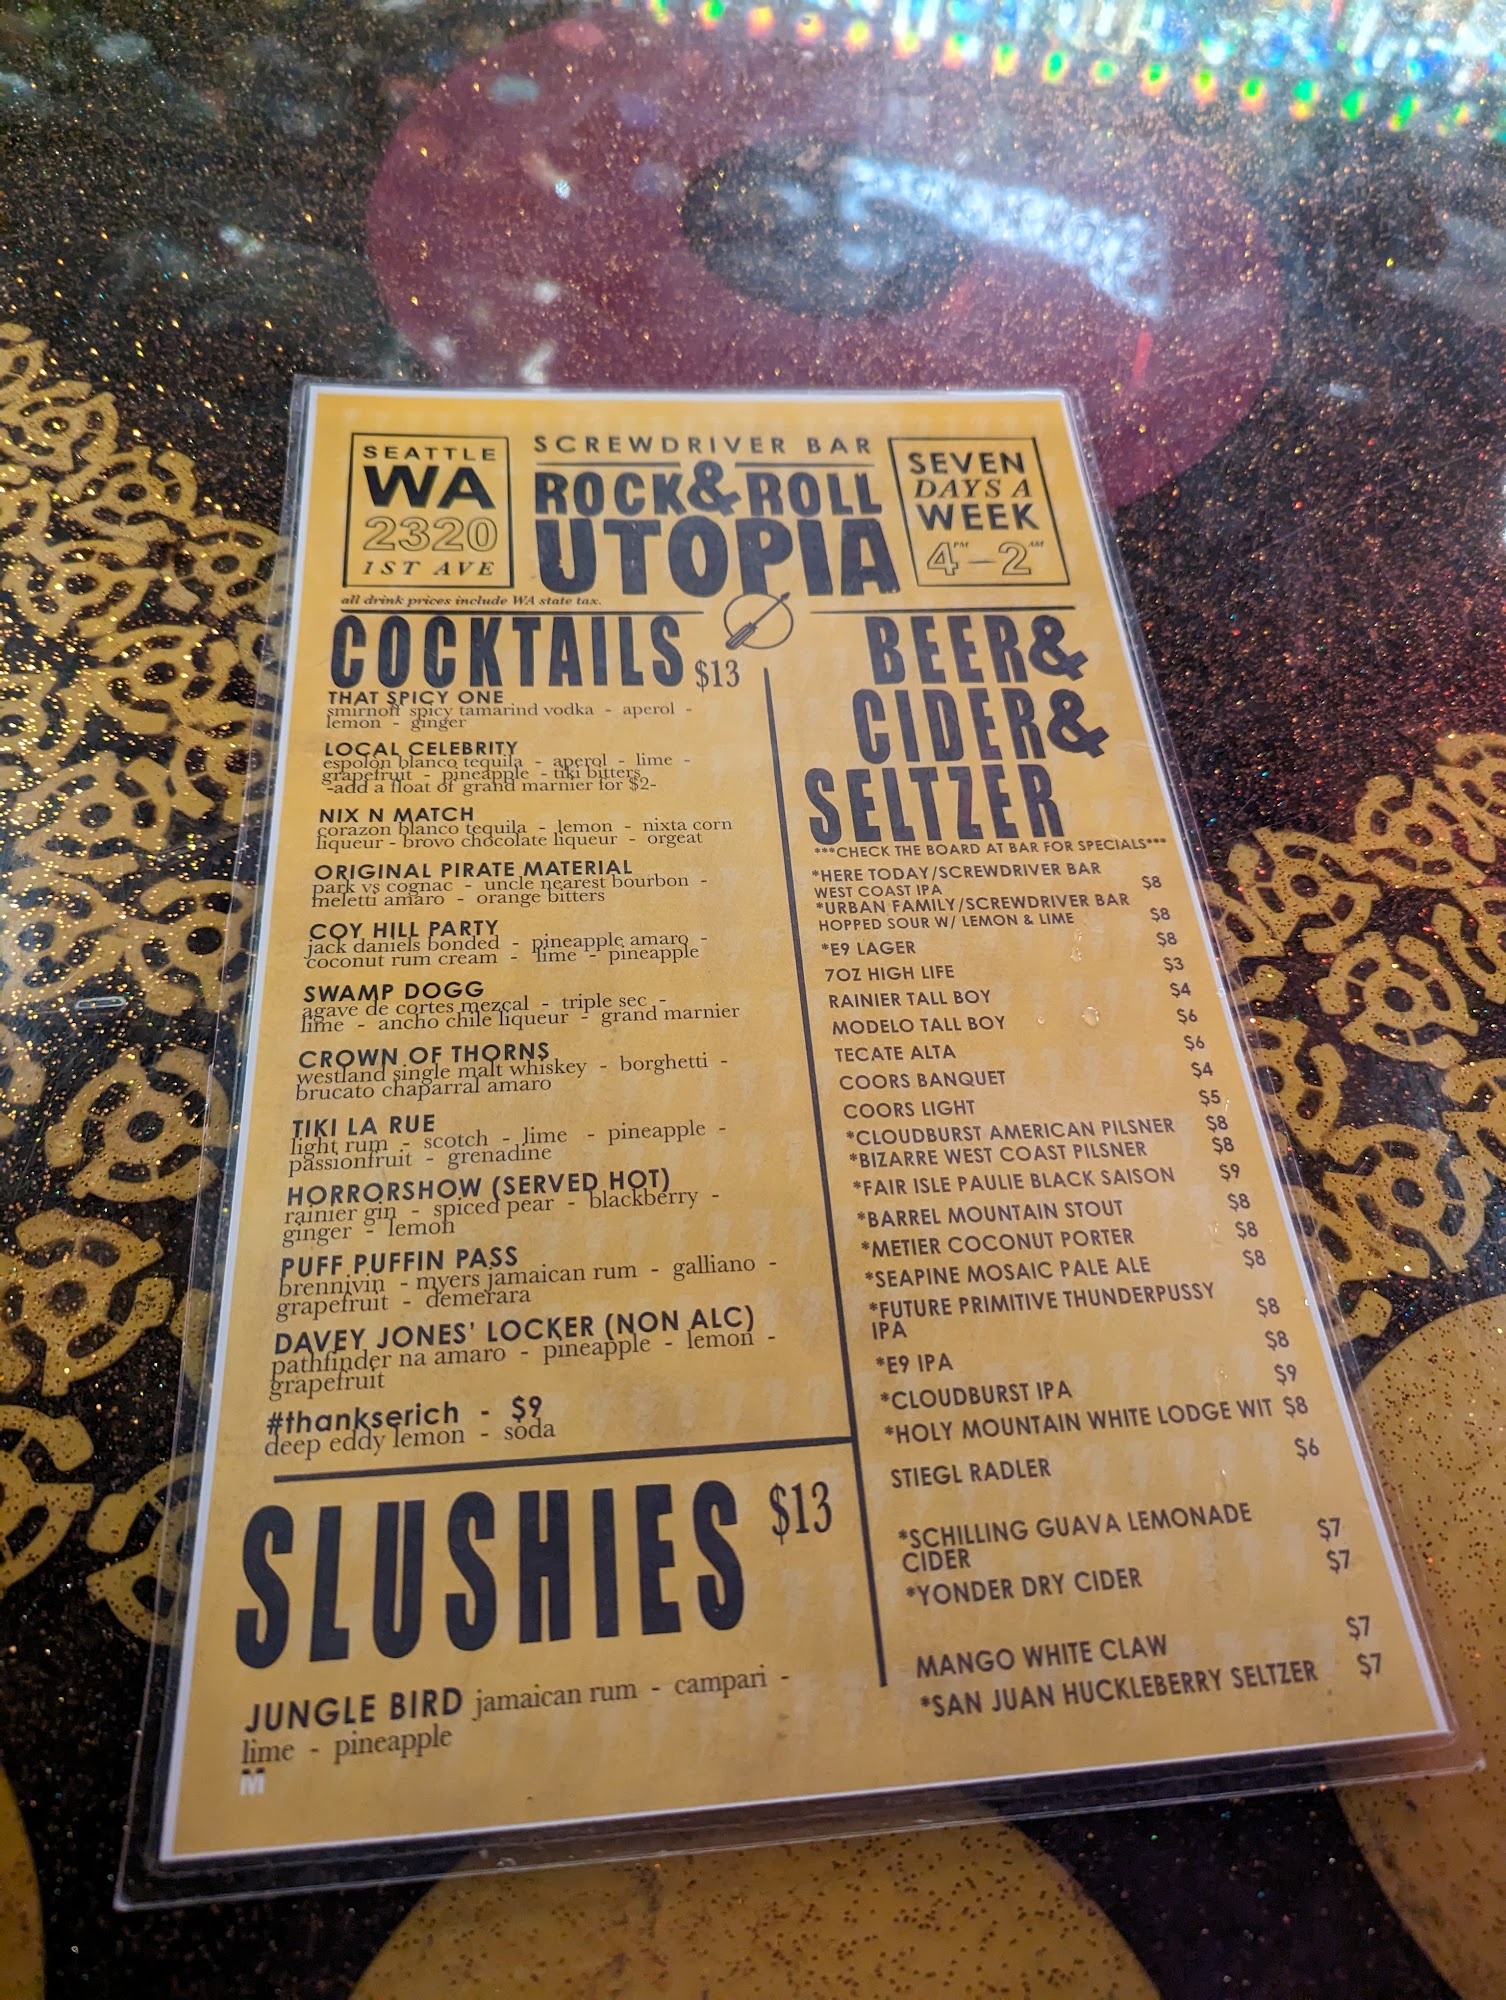 SEATTLE
WA
2320
1ST AVE
SCREWDRIVER BAR
ROCK & ROLL
UTOPIA
SEVEN
DAYS A
WEEK
4PM – 2AM
all drink prices include WA state tax.
COCKTAILS $13
THAT SPICY ONE
smirnoff spicy tamarind vodka - aperol -
lemon - ginger
LOCAL CELEBRITY
espolon blanco tequila - aperol - lime -
grapefruit - pineapple - tiki bitters
-add a float of grand marnier for $2-
NIX N MATCH
corazon blanco tequila - lemon - nixta corn
liqueur - brovo chocolate liqueur - orgeat
ORIGINAL PIRATE MATERIAL
park vs cognac - uncle nearest bourbon -
meletti amaro - orange bitters
COY HILL PARTY
jack daniels bonded - pineapple amaro -
coconut rum cream - lime - pineapple
SWAMP DOGG
agave de cortes mezcal - triple sec -
lime - ancho chile liqueur - grand marnier
CROWN OF THORNS
westland single malt whiskey - borghetti -
brucato chaparral amaro
TIKI LA RUE
light rum - scotch - lime - pineapple -
passionfruit - grenadine
HORRORSHOW (SERVED HOT)
rainier gin - spiced pear - blackberry -
ginger - lemon
PUFF PUFFIN PASS
brennivin - myers jamaican rum - galliano -
grapefruit - demerara
DAVEY JONES' LOCKER (NON ALC)
pathfinder na amaro - pineapple - lemon -
grapefruit
#thankserich - $9
deep eddy lemon - soda
SLUSHIES $13
JUNGLE BIRD jamaican rum - campari -
lime - pineapple
M
BEER &
CIDER &
SELTZER
***CHECK THE BOARD AT BAR FOR SPECIALS***
*HERE TODAY/SCREWDRIVER BAR
WEST COAST IPA $8
*URBAN FAMILY/SCREWDRIVER BAR
HOPPED SOUR W/ LEMON & LIME $8
*E9 LAGER $8
7OZ HIGH LIFE $3
RAINIER TALL BOY $4
MODELO TALL BOY $6
TECATE ALTA $6
COORS BANQUET $4
COORS LIGHT $5
*CLOUDBURST AMERICAN PILSNER $8
*BIZARRE WEST COAST PILSNER $8
*FAIR ISLE PAULIE BLACK SAISON $9
*BARREL MOUNTAIN STOUT $8
*METIER COCONUT PORTER $8
*SEAPINE MOSAIC PALE ALE $8
*FUTURE PRIMITIVE THUNDERPUSSY
IPA $8
*E9 IPA $8
*CLOUDBURST IPA $9
*HOLY MOUNTAIN WHITE LODGE WIT $8
STIEGL RADLER $6
*SCHILLING GUAVA LEMONADE
CIDER $7
*YONDER DRY CIDER $7
MANGO WHITE CLAW $7
*SAN JUAN HUCKLEBERRY SELTZER $7